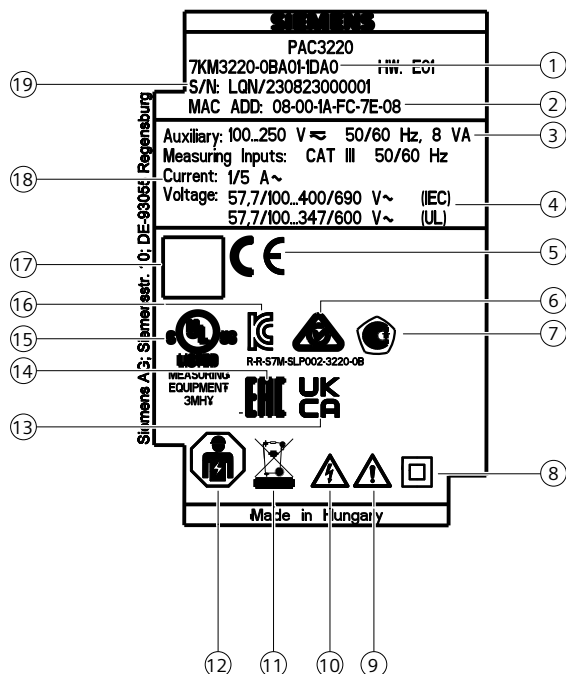 SIEMENS
PAC3220
7KM3220-0BA01-1DA0 HW: E01
S/N: LQN/230823000001
MAC ADD: 08-00-1A-FC-7E-08
Auxiliary: 100...250 V 50/60 Hz, 8 VA
Measuring Inputs: CAT III 50/60 Hz
Current: 1/5 A~
Voltage: 57,7/100...400/690 V~ (IEC)
57,7/100...347/600 V~ (UL)
CE
UL
LISTED
MEASURING
EQUIPMENT
3MHY
R-R-S7M-SLP002-3220-0B
EAC
UK
CA
Made in Hungary
Siemens AG; Siemensstr. 10; DE-93055 Regensburg
1
2
3
4
5
6
7
8
9
10
11
12
13
14
15
16
17
18
19